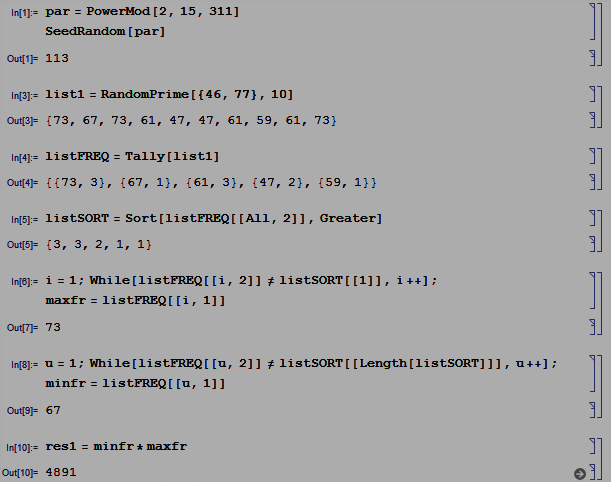 In[1]:= par = PowerMod[2, 15, 311]
SeedRandom[par]
Out[1]= 113
In[3]:= list1 = RandomPrime[{46, 77}, 10]
Out[3]= {73, 67, 73, 61, 47, 47, 61, 59, 61, 73}
In[4]:= listFREQ = Tally[list1]
Out[4]= {{73, 3}, {67, 1}, {61, 3}, {47, 2}, {59, 1}}
In[5]:= listSORT = Sort[listFREQ[[All, 2]], Greater]
Out[5]= {3, 3, 2, 1, 1}
In[6]:= i = 1; While[listFREQ[[i, 2]] ≠ listSORT[[1]], i++];
maxfr = listFREQ[[i, 1]]
Out[7]= 73
In[8]:= u = 1; While[listFREQ[[u, 2]] ≠ listSORT[[Length[listSORT]]], u++];
minfr = listFREQ[[u, 1]]
Out[9]= 67
In[10]:= res1 = minfr * maxfr
Out[10]= 4891